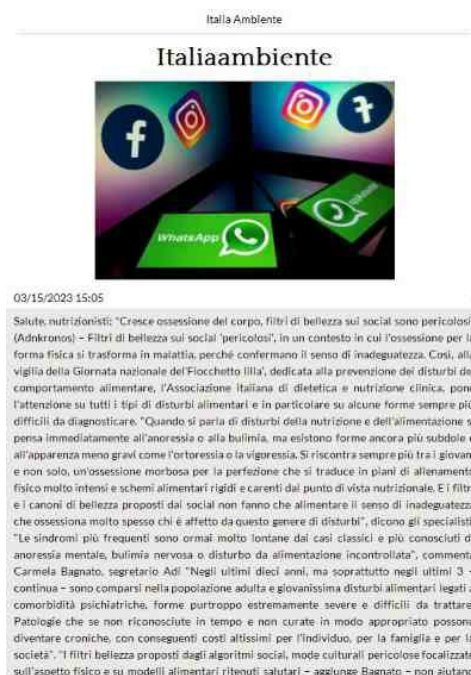 Italia Ambiente
Italiaambiente
WhatsApp
03/15/2023 15:05
Salute, nutrizionisti: "Cresce ossessione del corpo, filtri di bellezza sui social sono pericolosi
(Adnkronos) – Filtri di bellezza sui social 'pericolosi', in un contesto in cui l'ossessione per l
forma fisica si trasforma in malattia, perché confermano il senso di inadeguatezza. Così, all
vigilia della Giornata nazionale del'Fiocchetto lilla', dedicata alla prevenzione dei disturbi de
comportamento alimentare, l'Associazione italiana di dietetica e nutrizione clinica, pone
l'attenzione su tutti i tipi di disturbi alimentari e in particolare su alcune forme sempre più
difficili da diagnosticare. "Quando si parla di disturbi della nutrizione e dell'alimentazione s
pensa immediatamente all'anoressia o alla bulimia, ma esistono forme ancora più subdole e
all'apparenza meno gravi come l'ortoressia o la vigoressia. Si riscontra sempre più tra i giovan
e non solo, un'ossessione morbosa per la perfezione che si traduce in piani di allenamento
fisico molto intensi e schemi alimentari rigidi e carenti dal punto di vista nutrizionale. E i filtr
e i canoni di bellezza proposti dai social non fanno che alimentare il senso di inadeguatezza
che ossessiona molto spesso chi è affetto da questo genere di disturbi", dicono gli specialisti
"Le sindromi più frequenti sono ormai molto lontane dai casi classici e più conosciuti d
anoressia mentale, bulimia nervosa o disturbo da alimentazione incontrollata", commenta
Carmela Bagnato, segretario Adi "Negli ultimi dieci anni, ma soprattutto negli ultimi 3 –
continua – sono comparsi nella popolazione adulta e giovanissima disturbi alimentari legati a
comorbidità psichiatriche, forme purtroppo estremamente severe e difficili da trattare
Patologie che se non riconosciute in tempo e non curate in modo appropriato possono
diventare croniche, con conseguenti costi altissimi per l'individuo, per la famiglia e per la
società". "I filtri bellezza proposti dagli algoritmi social, mode culturali pericolose focalizzate
sull'aspetto fisico e su modelli alimentari ritenuti salutari – aggiunge Bagnato – non aiutano